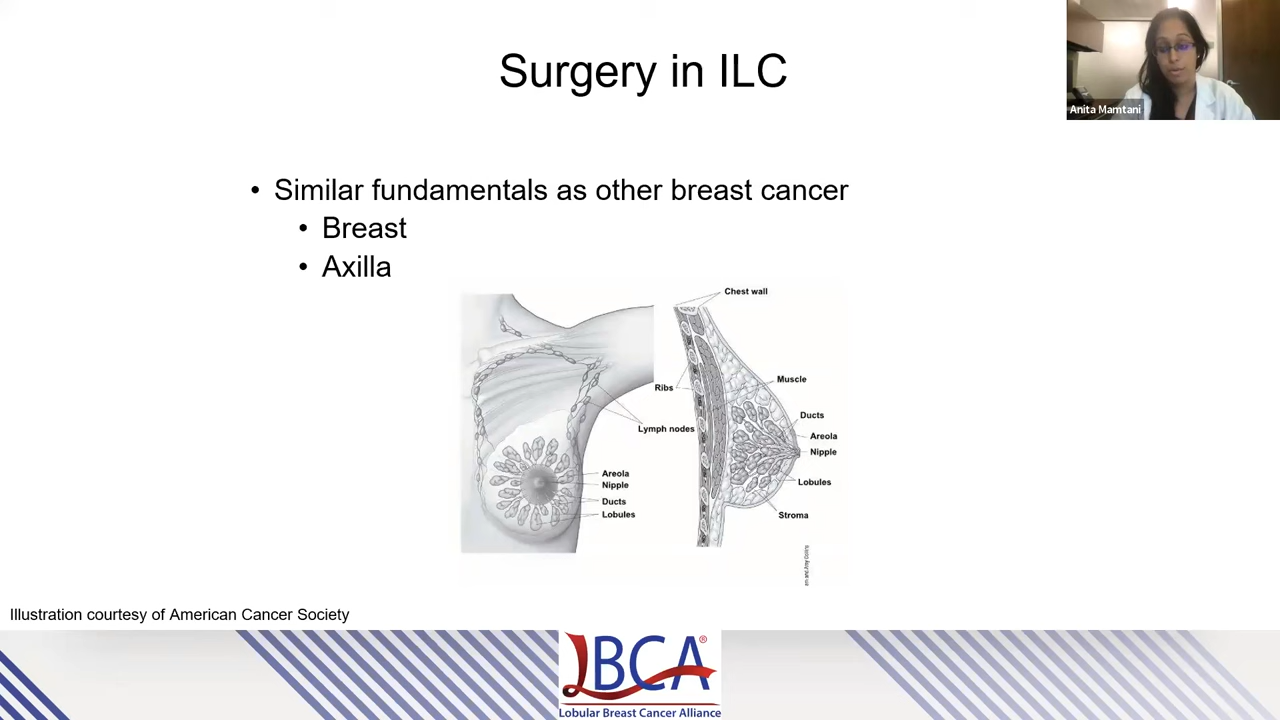 Surgery in ILC
Anita Mamtani
• Similar fundamentals as other breast cancer
• Breast
• Axilla
Chest wall
Ribs
Muscle
Ducts
Lymph nodes
Areola
Nipple
Areola
Nipple
Lobules
Ducts
Lobules
Stroma
Illustration courtesy of American Cancer Society
LBCA®
Lobular Breast Cancer Alliance